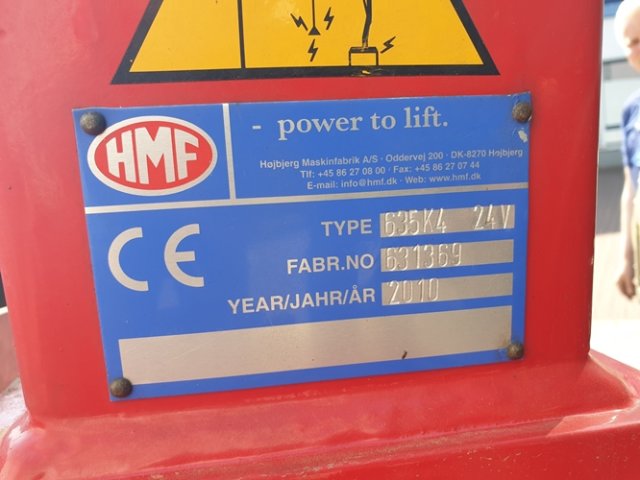 HMF
- power to lift.
Højbjerg Maskinfabrik A/S · Oddervej 200 · DK-8270 Højbjerg
Tlf: +45 86 27 08 00 · Fax: +45 86 27 07 44
E-mail: info@hmf.dk · Web: www.hmf.dk
CE
TYPE 635K4 24V
FABR.NO 631369
YEAR/JAHR/ÅR 2010